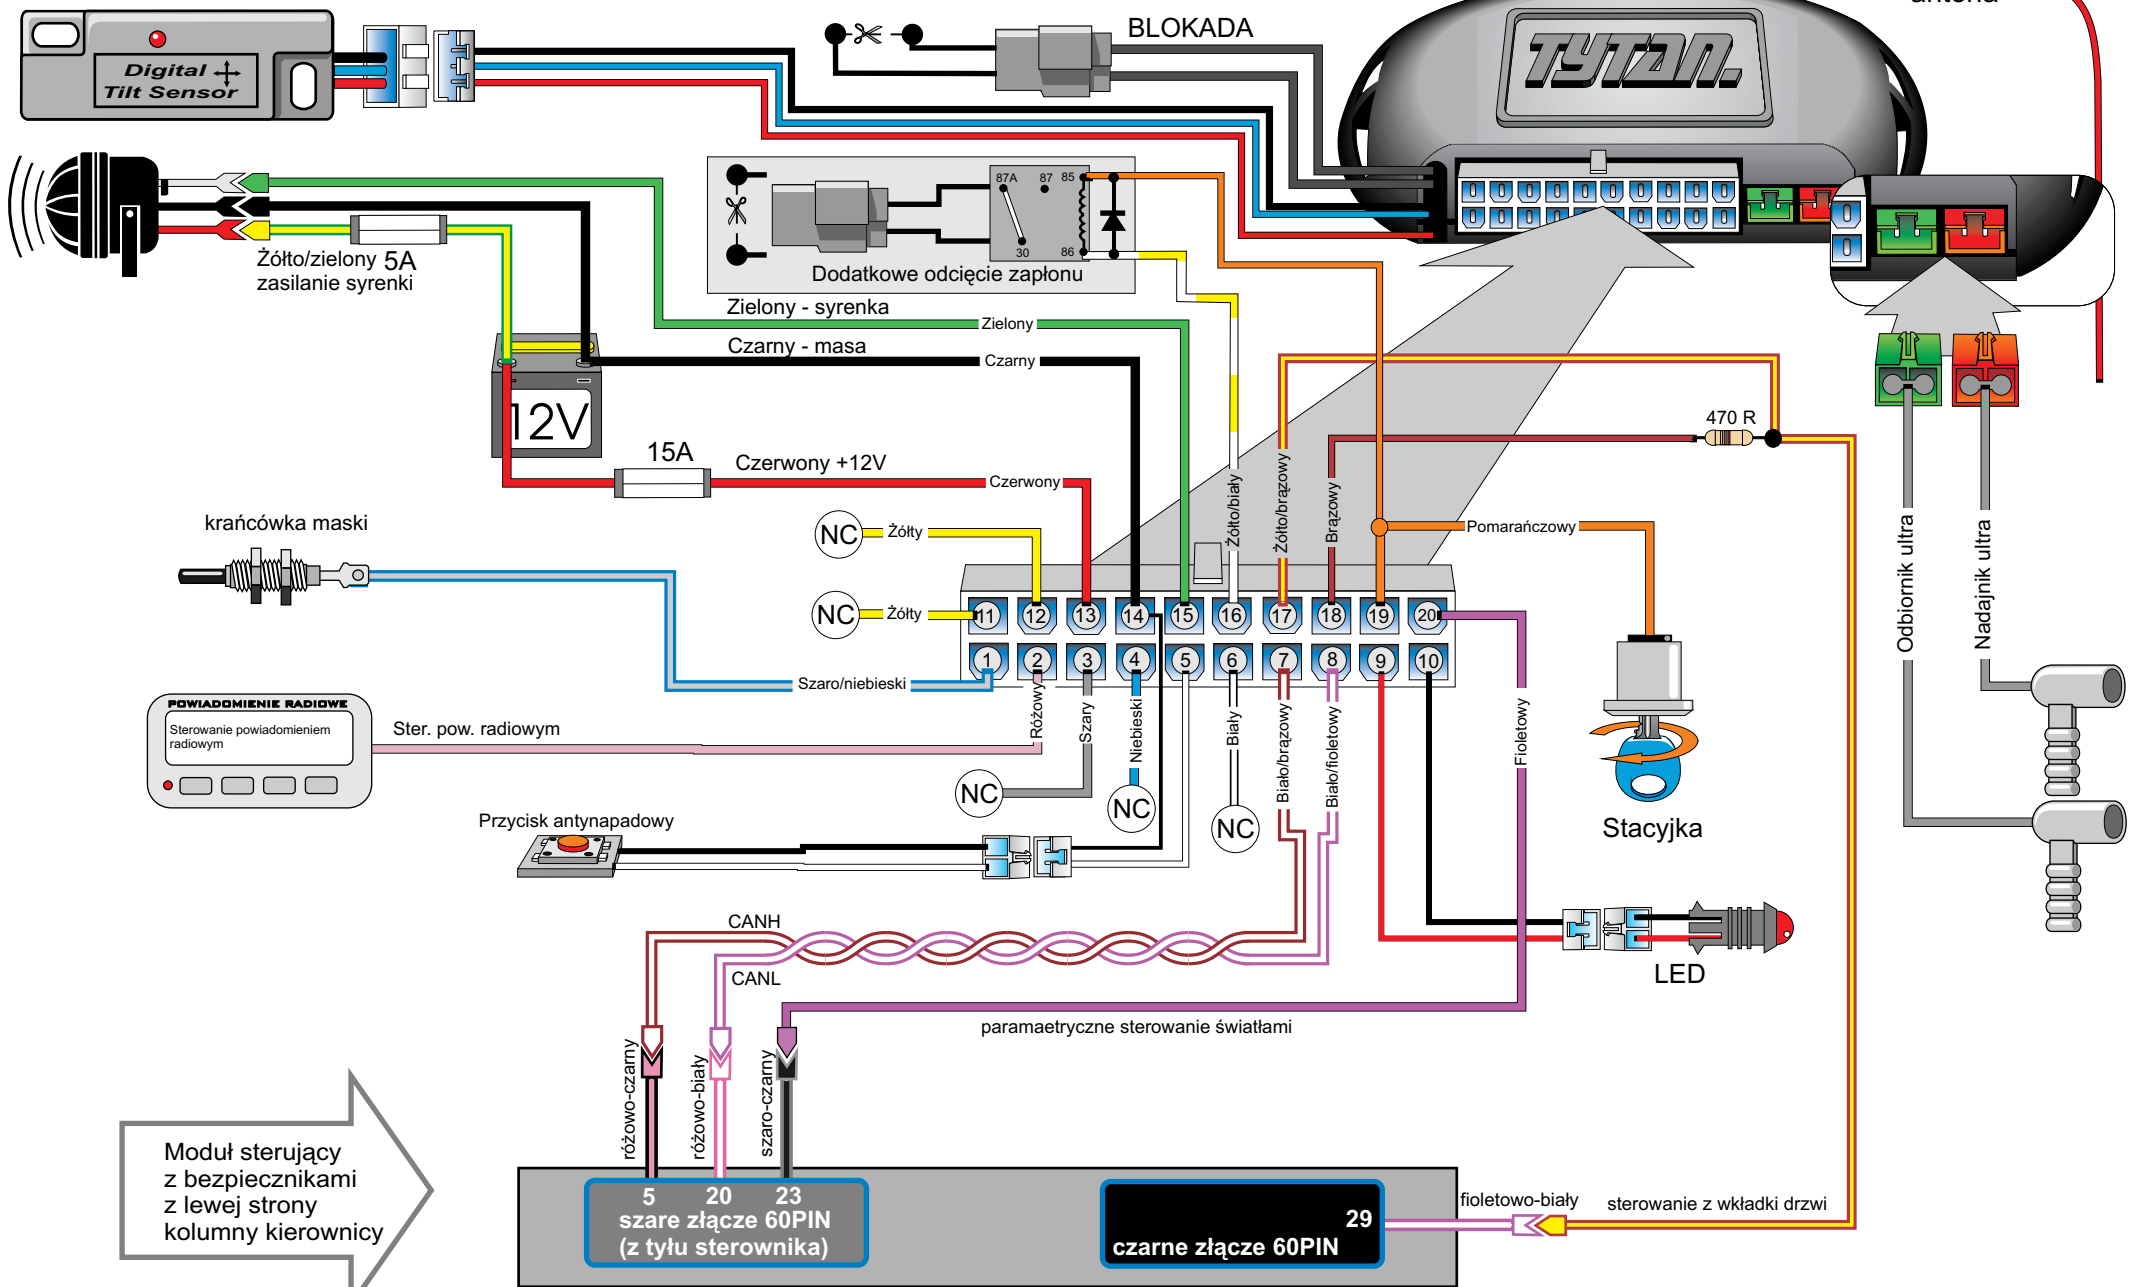 antena
BLOKADA
TYTAN.
Digital
Tilt Sensor
87A 87 85
30 86
Dodatkowe odcięcie zapłonu
Żółto/zielony 5A
zasilanie syrenki
Zielony - syrenka
Zielony
Czarny - masa
Czarny
12V
15A
Czerwony +12V
Czerwony
470 R
krańcówka maski
NC
Żółty
NC
Żółty
Żółto/biały
Żółto/brązowy
Brązowy
Pomarańczowy
Odbiornik ultra
Nadajnik ultra
11 12 13 14 15 16 17 18 19 20
1 2 3 4 5 6 7 8 9 10
Szaro/niebieski
POWIADOMIENIE RADIOWE
Sterowanie powiadomieniem
radiowym
Ster. pow. radiowym
Różowy
Szary
Niebieski
Biały
Biało/brązowy
Biało/fioletowy
Fioletowy
NC
NC
NC
Stacyjka
Przycisk antynapadowy
CANH
CANL
LED
paramaetryczne sterowanie światłami
różowo-czarny
różowo-biały
szaro-czarny
Moduł sterujący
z bezpiecznikami
z lewej strony
kolumny kierownicy
5 20 23
szare złącze 60PIN
(z tyłu sterownika)
29
czarne złącze 60PIN
fioletowo-biały
sterowanie z wkładki drzwi